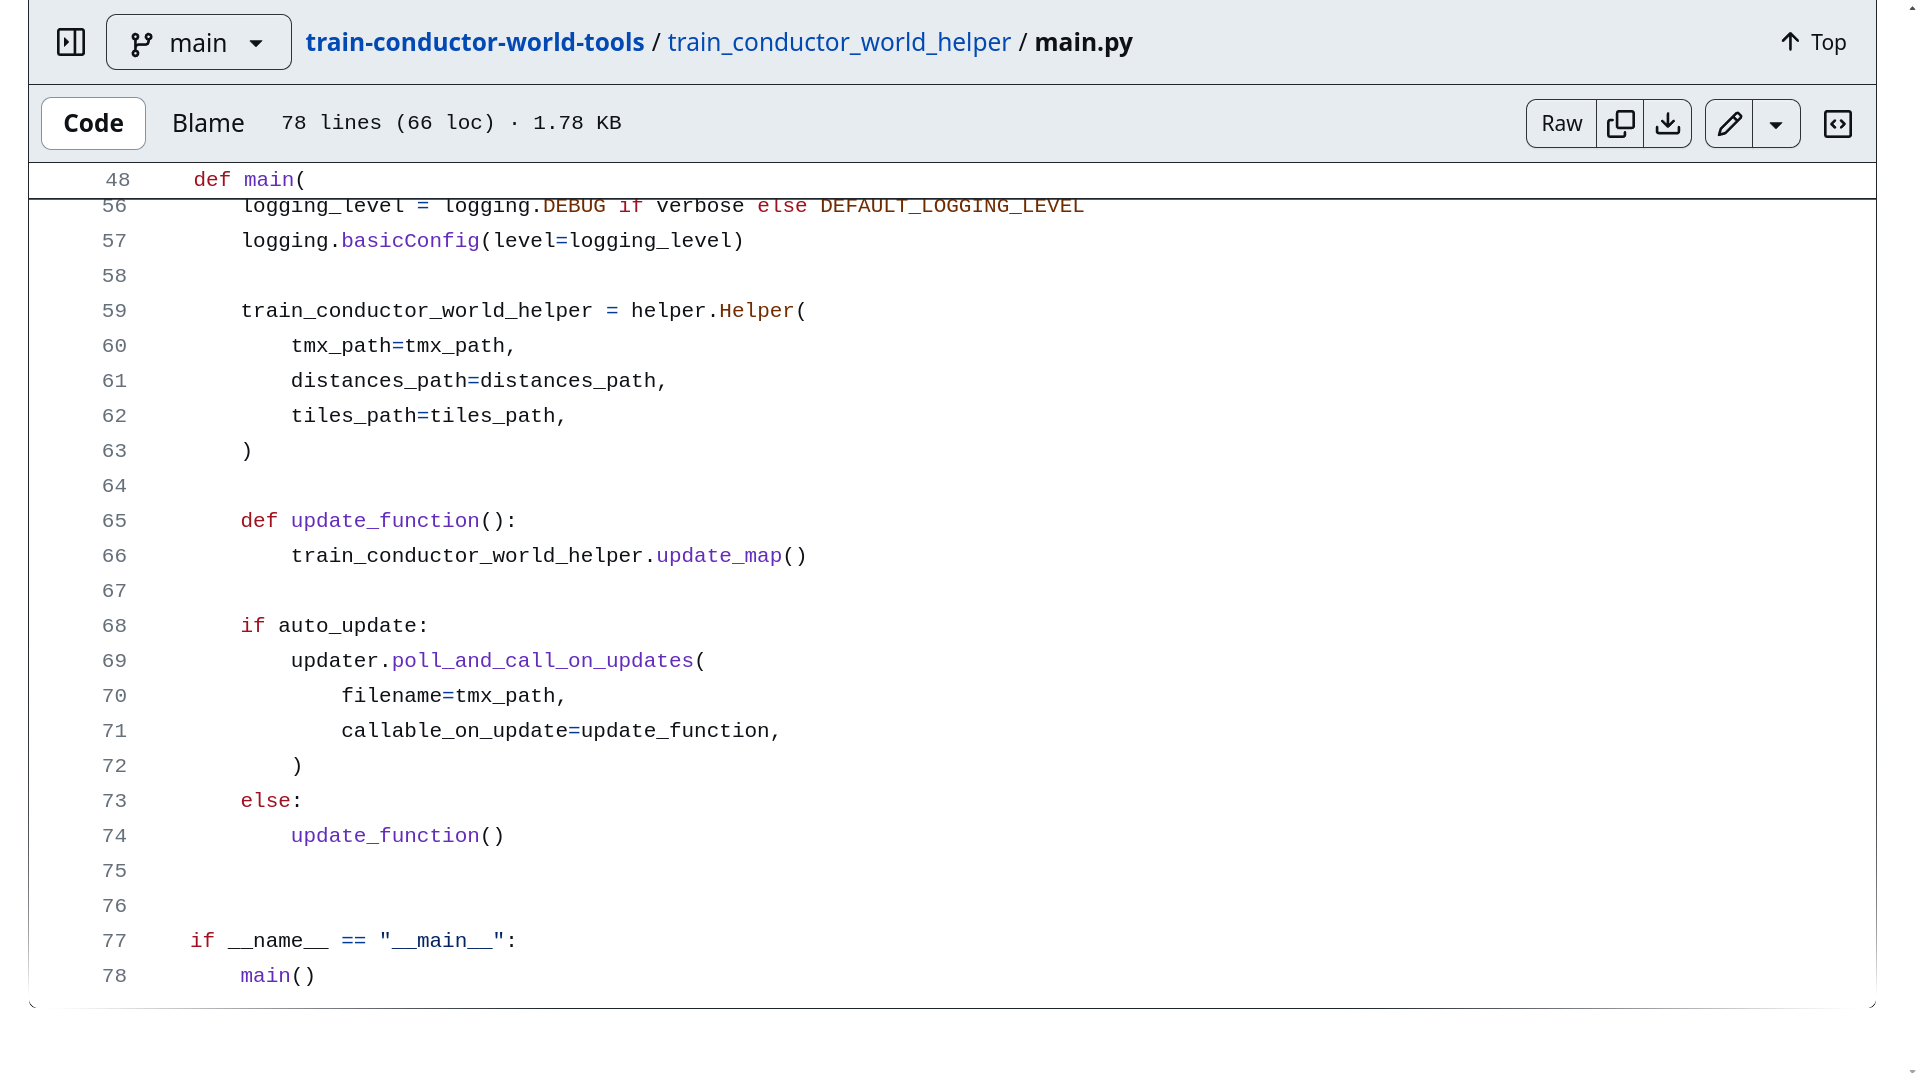 main train-conductor-world-tools / train_conductor_world_helper / main.py Top
Code Blame 78 lines (66 loc) · 1.78 KB Raw
48 def main(
56     logging_level = logging.DEBUG if verbose else DEFAULT_LOGGING_LEVEL
57     logging.basicConfig(level=logging_level)
58
59     train_conductor_world_helper = helper.Helper(
60         tmx_path=tmx_path,
61         distances_path=distances_path,
62         tiles_path=tiles_path,
63     )
64
65     def update_function():
66         train_conductor_world_helper.update_map()
67
68     if auto_update:
69         updater.poll_and_call_on_updates(
70             filename=tmx_path,
71             callable_on_update=update_function,
72         )
73     else:
74         update_function()
75
76
77 if __name__ == "__main__":
78     main()